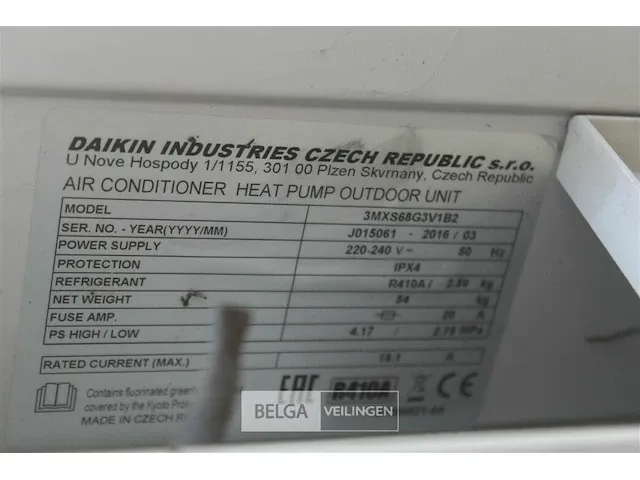 DAIKIN INDUSTRIES CZECH REPUBLIC s.r.o.
U Nove Hospody 1/1155, 301 00 Plzen Skvrnany, Czech Republic
AIR CONDITIONER HEAT PUMP OUTDOOR UNIT
MODEL 3MXS68G3V1B2
SER. NO. - YEAR(YYYY/MM) J015061 - 2016 / 03
POWER SUPPLY 220-240 V ~ 50 Hz
PROTECTION IPX4
REFRIGERANT R410A / kg
NET WEIGHT kg
FUSE AMP. 20 A
PS HIGH / LOW 4.17 / MPa
RATED CURRENT (MAX.) A
Contains fluorinated
covered by the Kyoto
MADE IN CZECH
EAC R410A CE
BELGA VEILINGEN